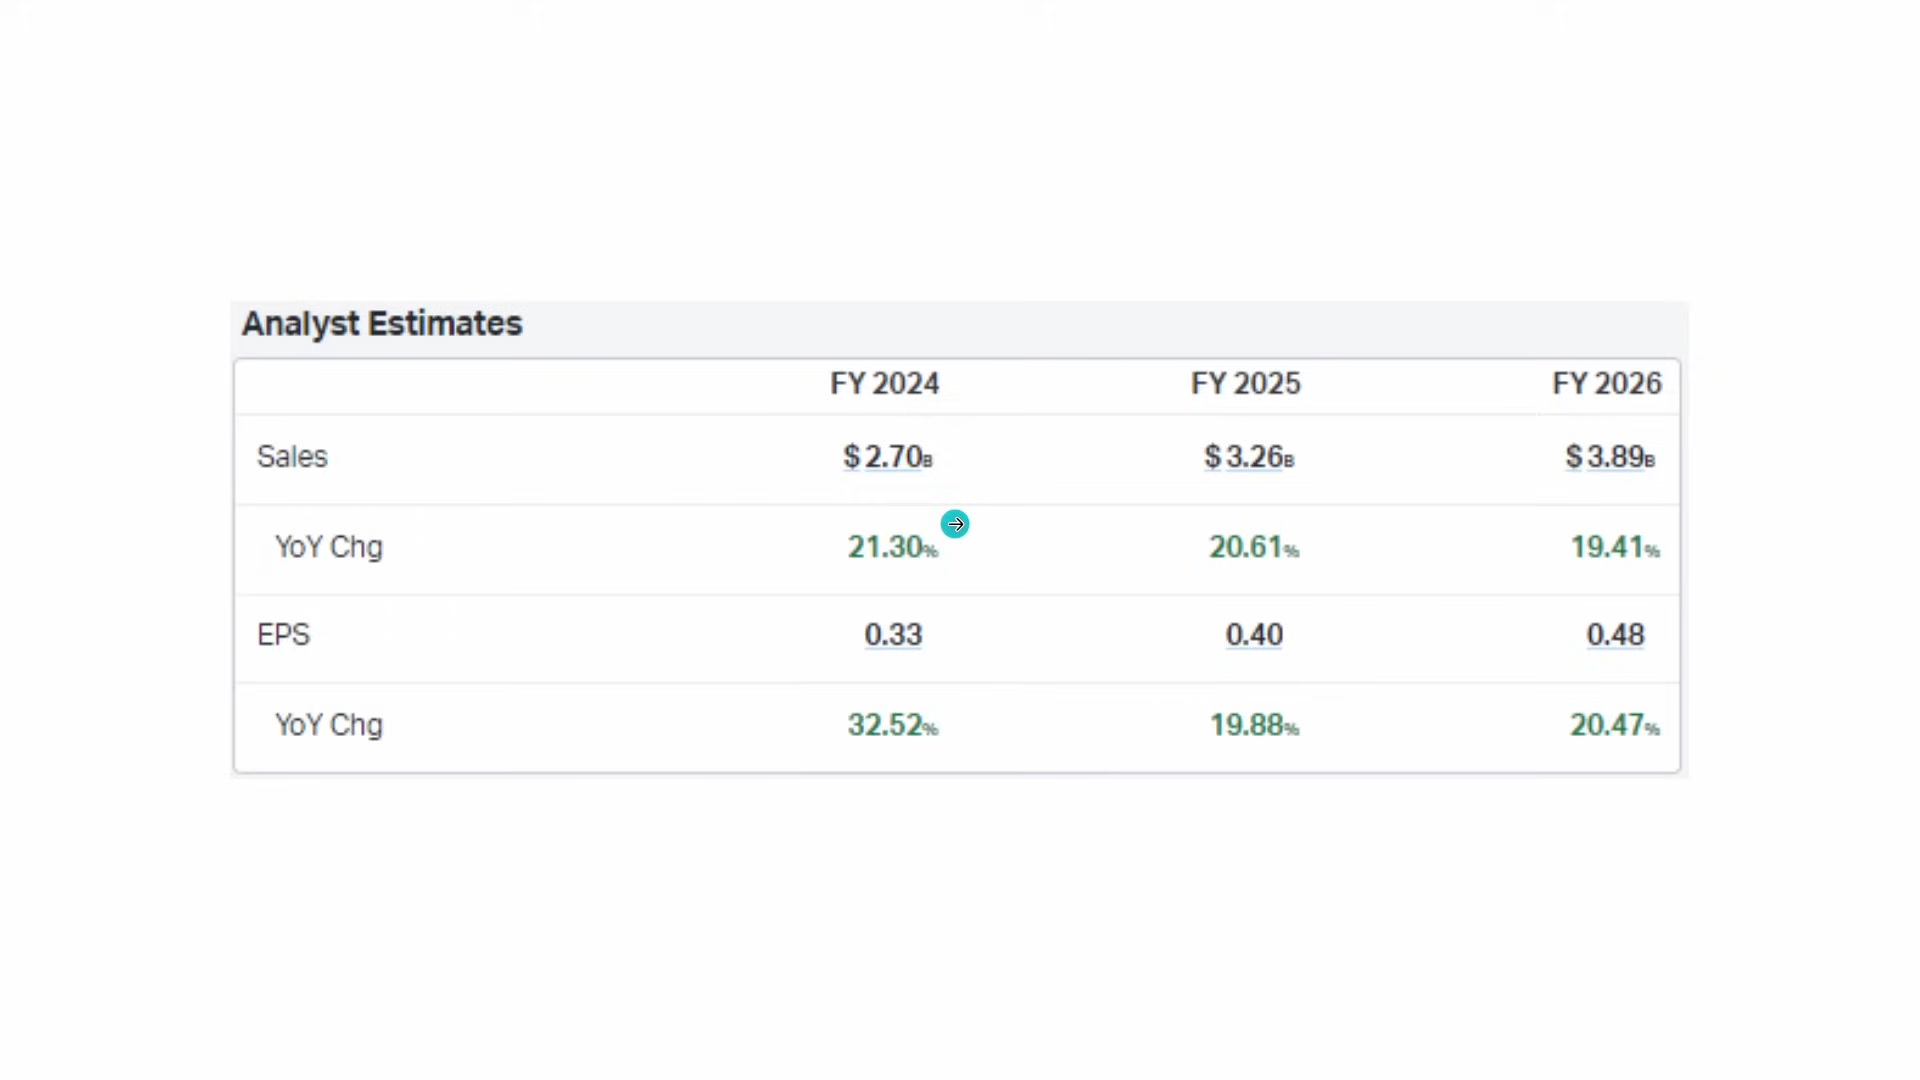 Analyst Estimates
FY 2024 FY 2025 FY 2026
Sales $2.70B $3.26B $3.89B
YoY Chg 21.30% 20.61% 19.41%
EPS 0.33 0.40 0.48
YoY Chg 32.52% 19.88% 20.47%